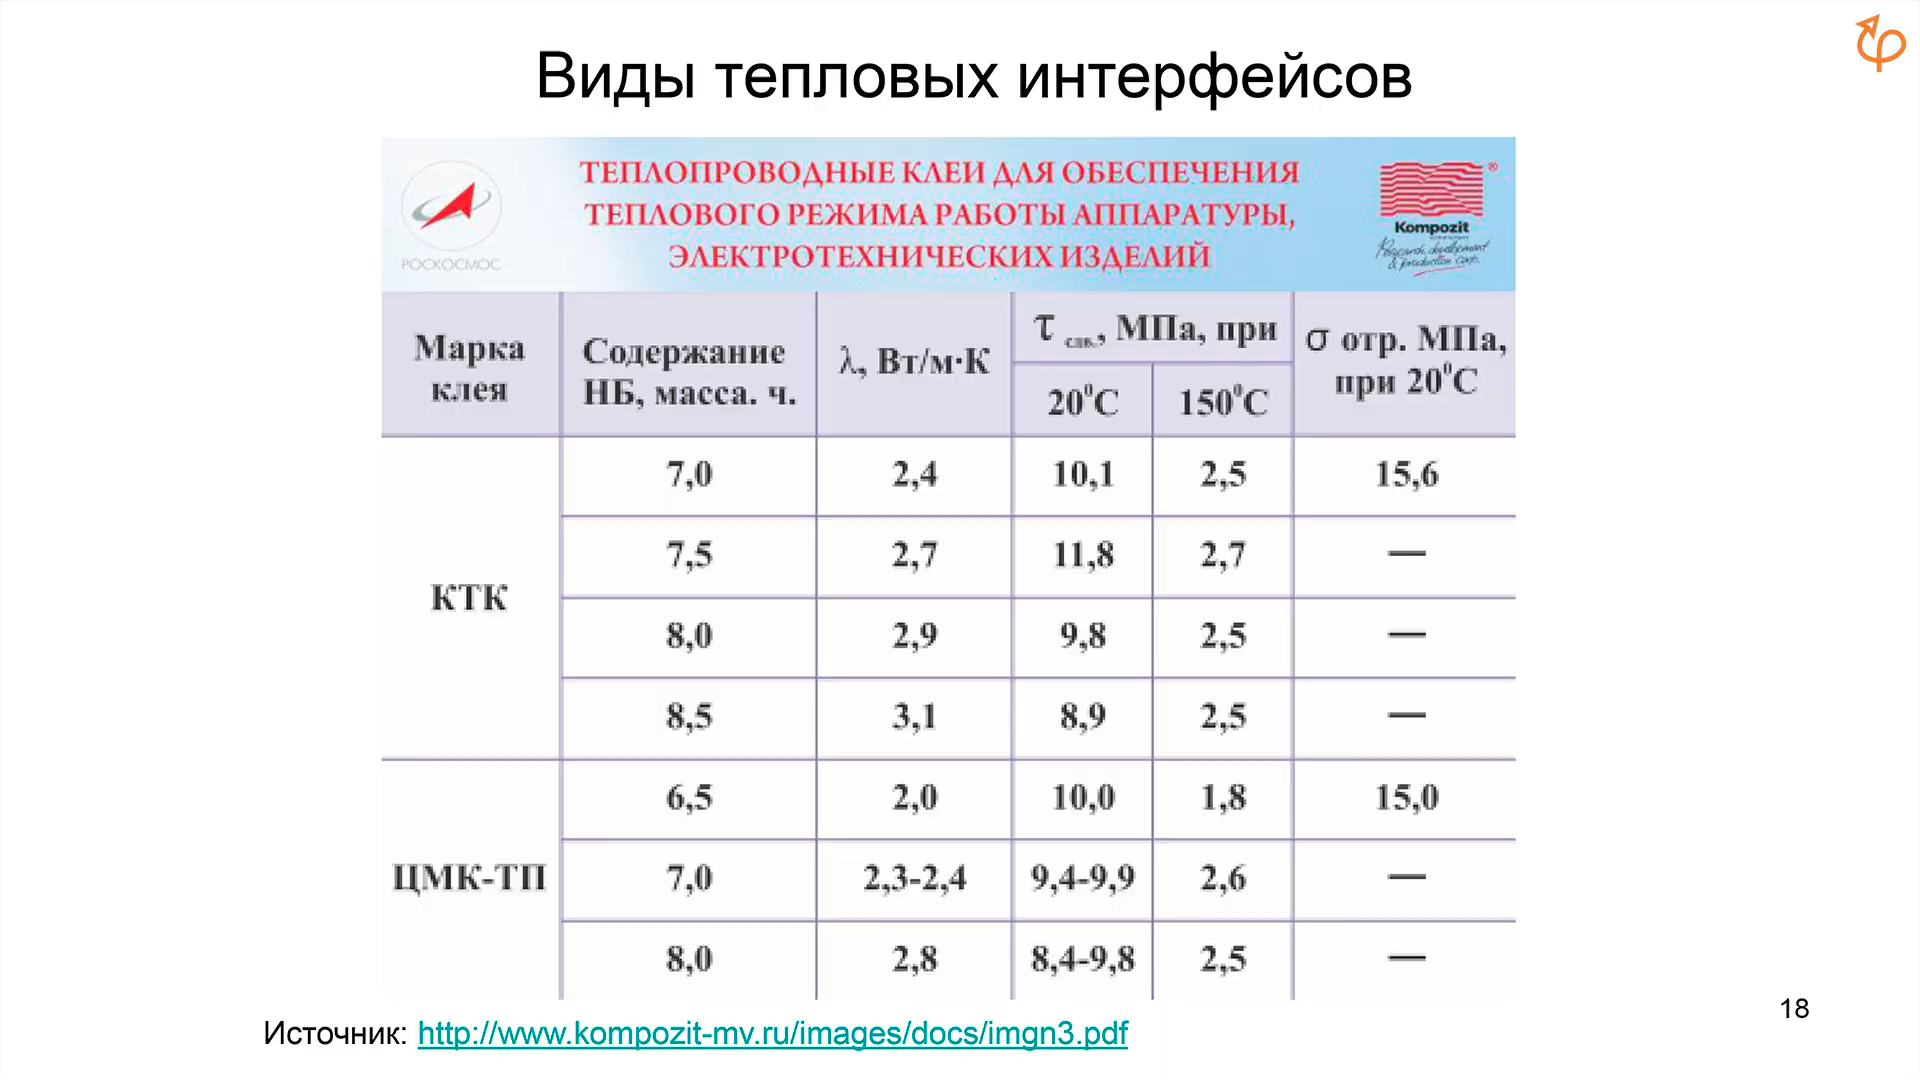 Виды тепловых интерфейсов
РОСКОСМОС
ТЕПЛОПРОВОДНЫЕ КЛЕИ ДЛЯ ОБЕСПЕЧЕНИЯ
ТЕПЛОВОГО РЕЖИМА РАБОТЫ АППАРАТУРЫ,
ЭЛЕКТРОТЕХНИЧЕСКИХ ИЗДЕЛИЙ
®
Kompozit
Research, development
& production corp.
Марка клея
Содержание НБ, масса. ч.
λ, Вт/м·К
τ сдв., МПа, при
20⁰С
150⁰С
σ отр. МПа, при 20⁰С
КТК
7,0 2,4 10,1 2,5 15,6
7,5 2,7 11,8 2,7 —
8,0 2,9 9,8 2,5 —
8,5 3,1 8,9 2,5 —
ЦМК-ТП
6,5 2,0 10,0 1,8 15,0
7,0 2,3-2,4 9,4-9,9 2,6 —
8,0 2,8 8,4-9,8 2,5 —
Источник: http://www.kompozit-mv.ru/images/docs/imgn3.pdf
18